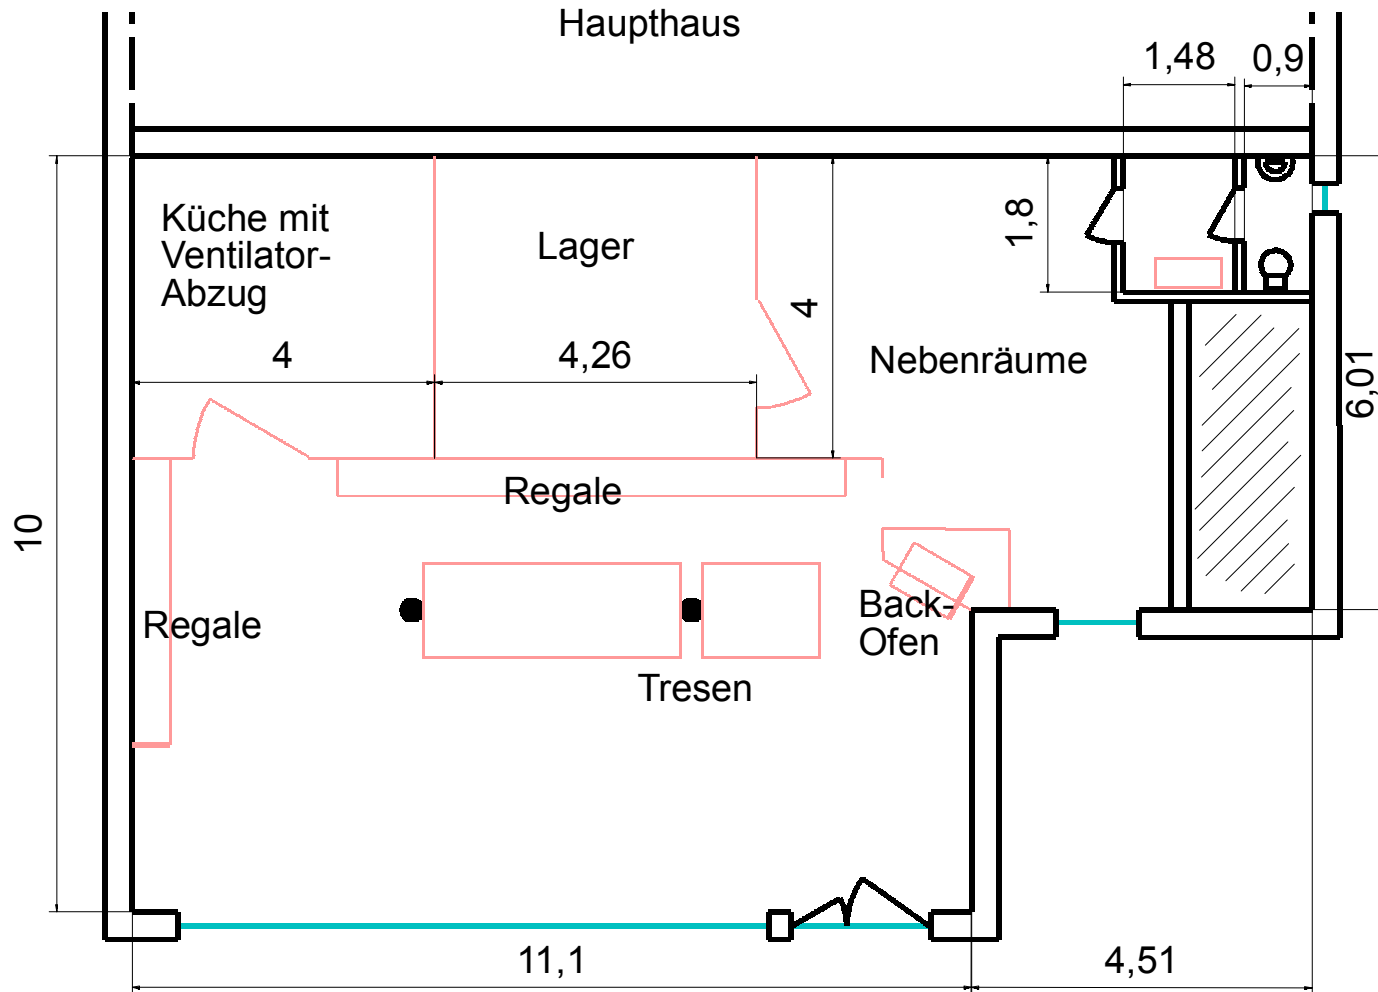 Haupthaus
1,48
0,9
Küche mit
Ventilator-
Abzug
Lager
1,8
4
4
4,26
Nebenräume
6,01
Regale
10
Regale
Back-
Ofen
Tresen
11,1
4,51